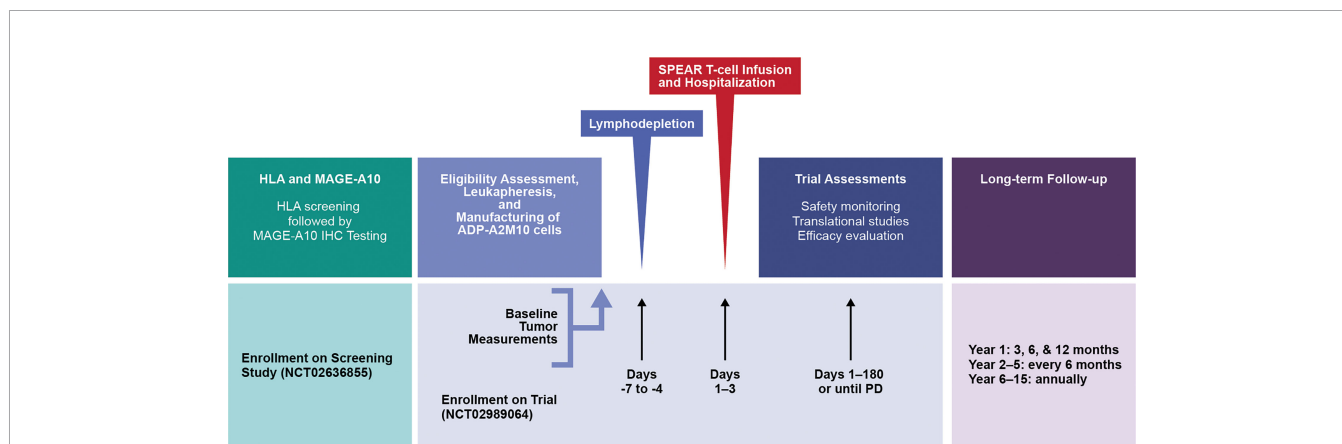 SPEAR T-cell Infusion
and Hospitalization
Lymphodepletion
HLA and MAGE-A10
HLA screening
followed by
MAGE-A10 IHC Testing
Eligibility Assessment,
Leukapheresis,
and
Manufacturing of
ADP-A2M10 cells
Trial Assessments
Safety monitoring
Translational studies
Efficacy evaluation
Long-term Follow-up
Enrollment on Screening
Study (NCT02636855)
Baseline
Tumor
Measurements
Enrollment on Trial
(NCT02989064)
Days
-7 to -4
Days
1–3
Days 1–180
or until PD
Year 1: 3, 6, & 12 months
Year 2–5: every 6 months
Year 6–15: annually